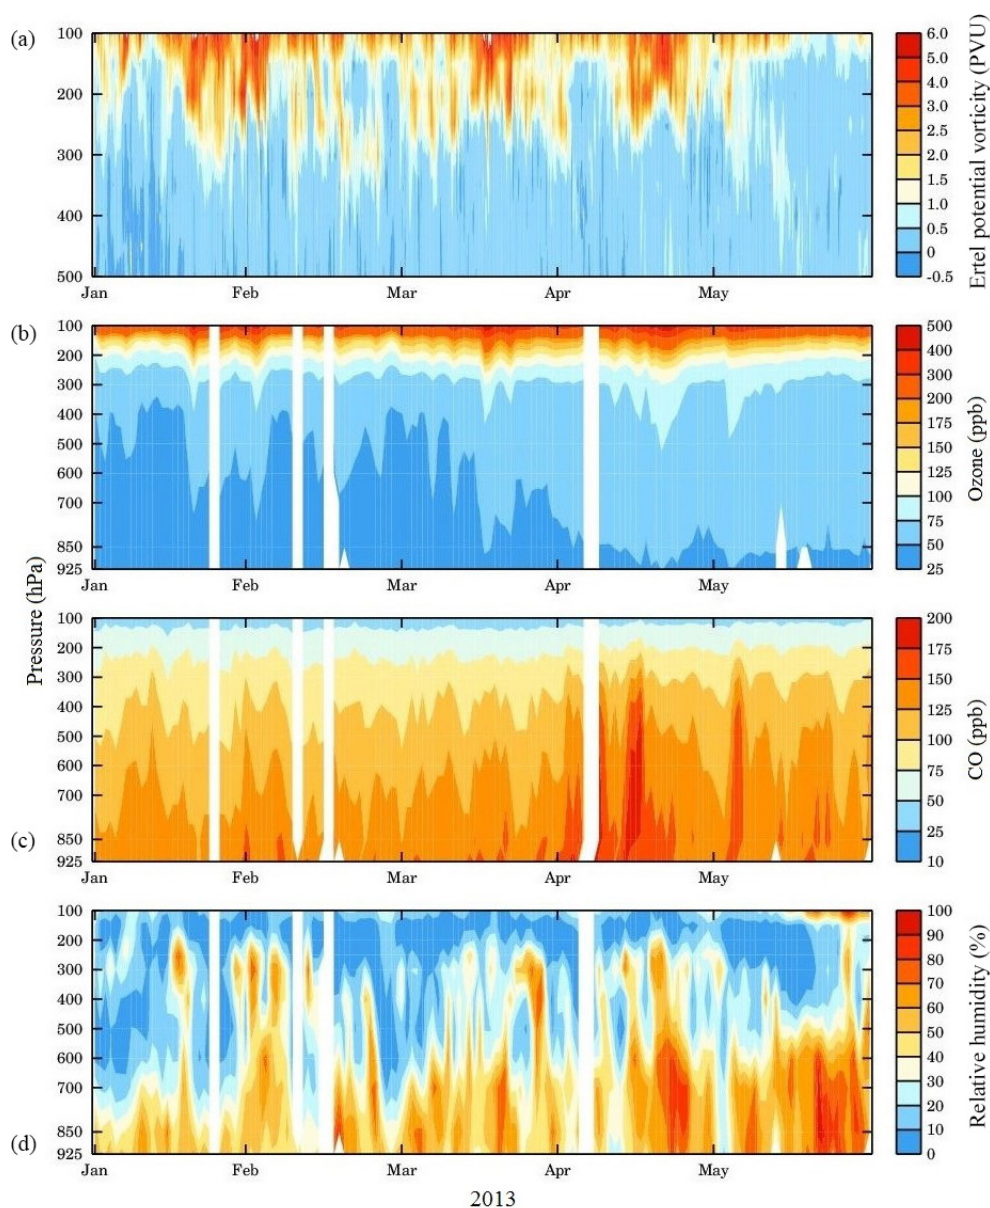 (a)
100
200
300
400
500
Jan
Feb
Mar
Apr
May
6.0
5.0
4.0
3.0
2.5
2.0
1.5
1.0
0.5
0
-0.5
Ertel potential vorticity (PVU)
(b)
100
200
300
400
500
600
700
850
925
Jan
Feb
Mar
Apr
May
500
400
300
200
175
150
125
100
75
50
25
Ozone (ppb)
Pressure (hPa)
100
200
300
400
500
600
700
850
925
(c)
Jan
Feb
Mar
Apr
May
200
175
150
125
100
75
50
25
10
CO (ppb)
100
200
300
400
500
600
700
850
925
(d)
Jan
Feb
Mar
Apr
May
100
90
80
70
60
50
40
30
20
10
0
Relative humidity (%)
2013